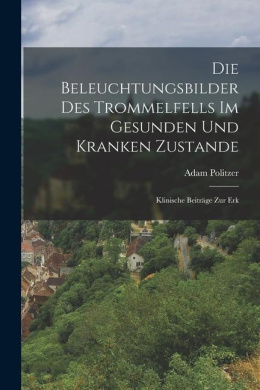 Die
Beleuchtungsbilder
Des Trommelfells Im
Gesunden Und
Kranken Zustande
Adam Politzer
Klinische Beiträge Zur Erk